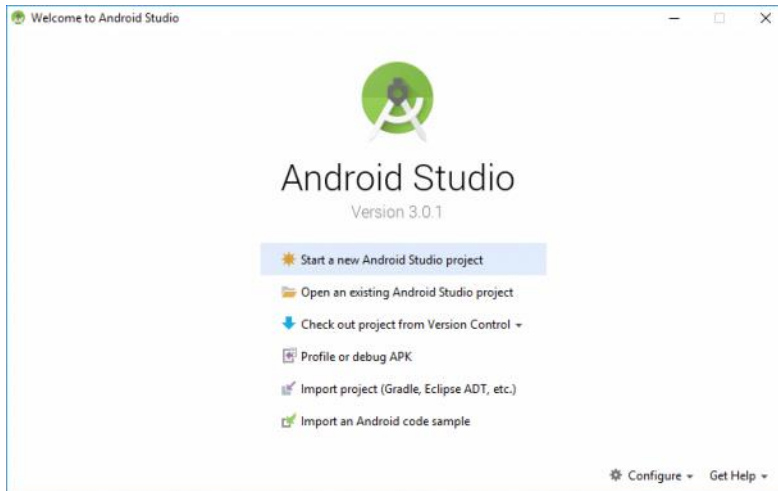 Welcome to Android Studio
Android Studio
Version 3.0.1
Start a new Android Studio project
Open an existing Android Studio project
Check out project from Version Control
Profile or debug APK
Import project (Gradle, Eclipse ADT, etc.)
Import an Android code sample
Configure Get Help